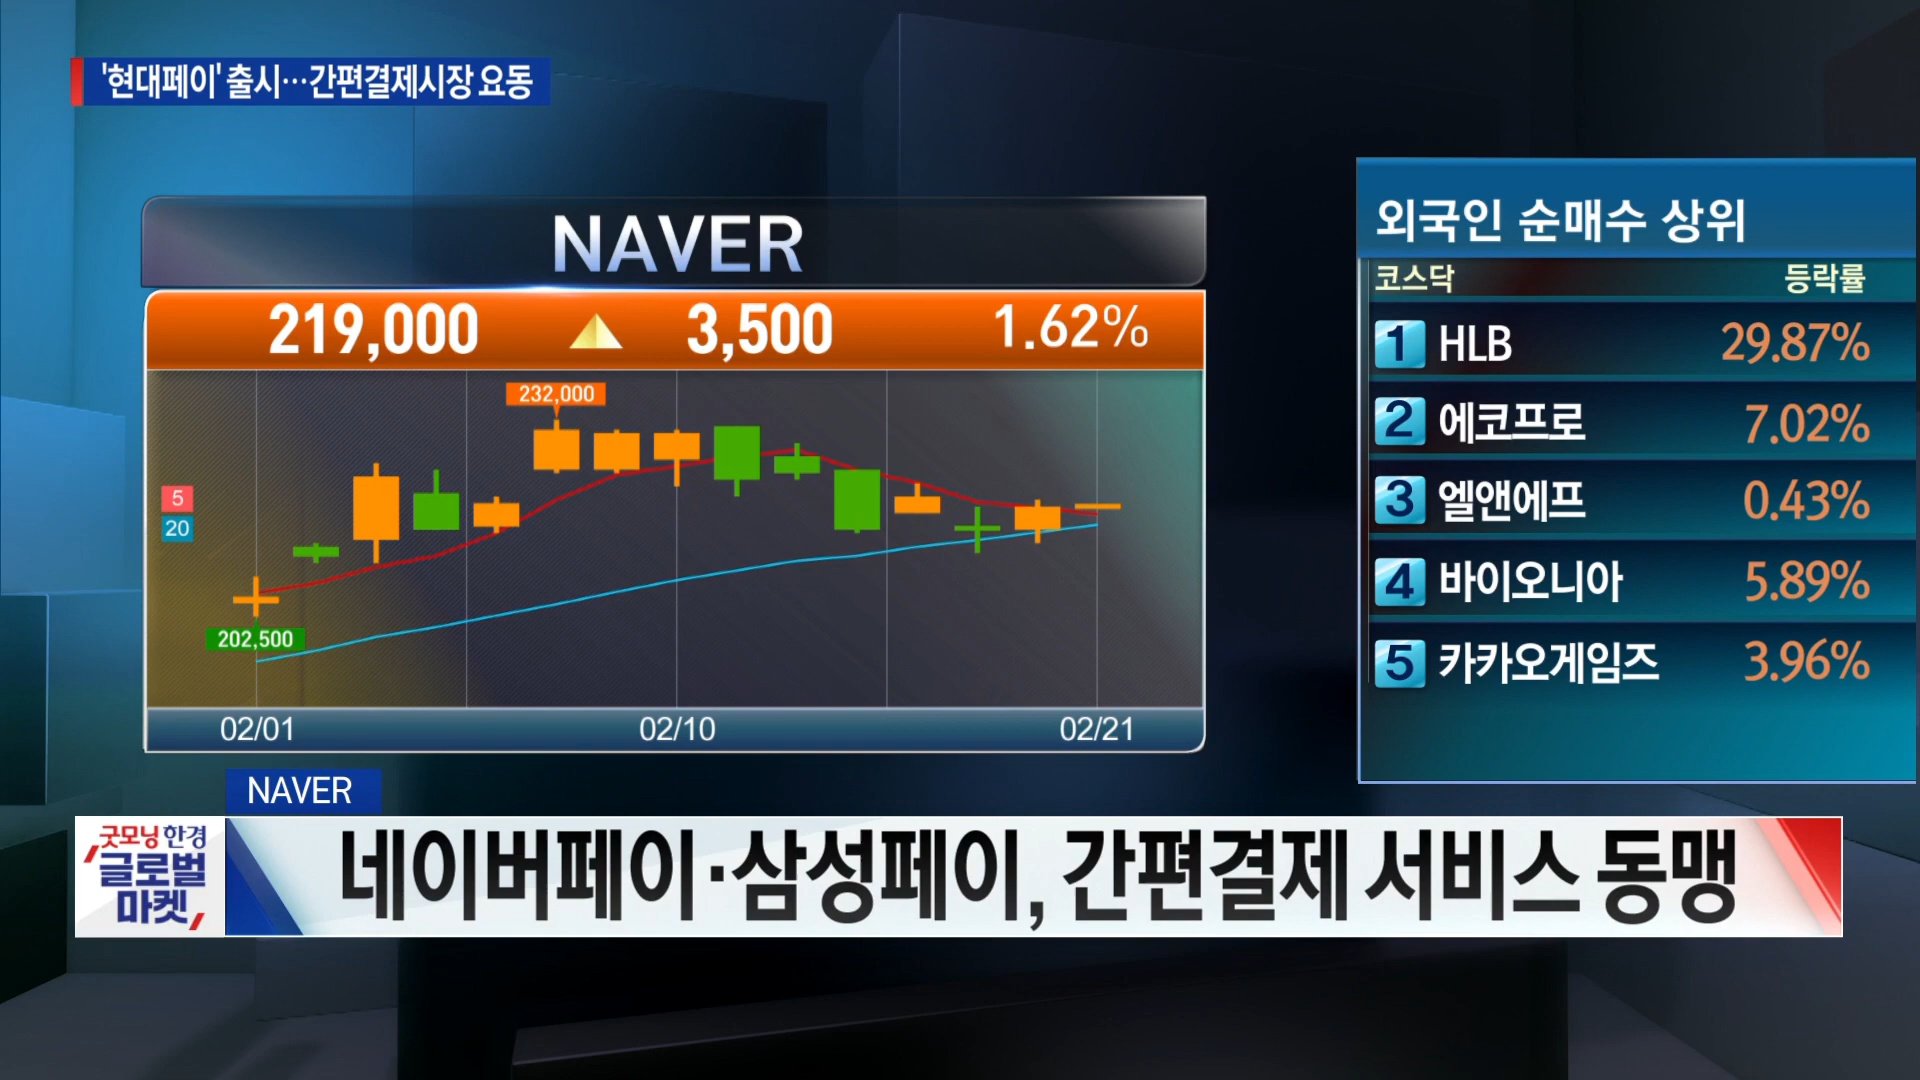 '현대페이' 출시…간편결제시장 요동
NAVER
219,000 ▲ 3,500 1.62%
232,000
5
20
202,500
02/01 02/10 02/21
외국인 순매수 상위
코스닥 등락률
1 HLB 29.87%
2 에코프로 7.02%
3 엘앤에프 0.43%
4 바이오니아 5.89%
5 카카오게임즈 3.96%
NAVER
굿모닝 한경
글로벌
마켓
네이버페이·삼성페이, 간편결제 서비스 동맹